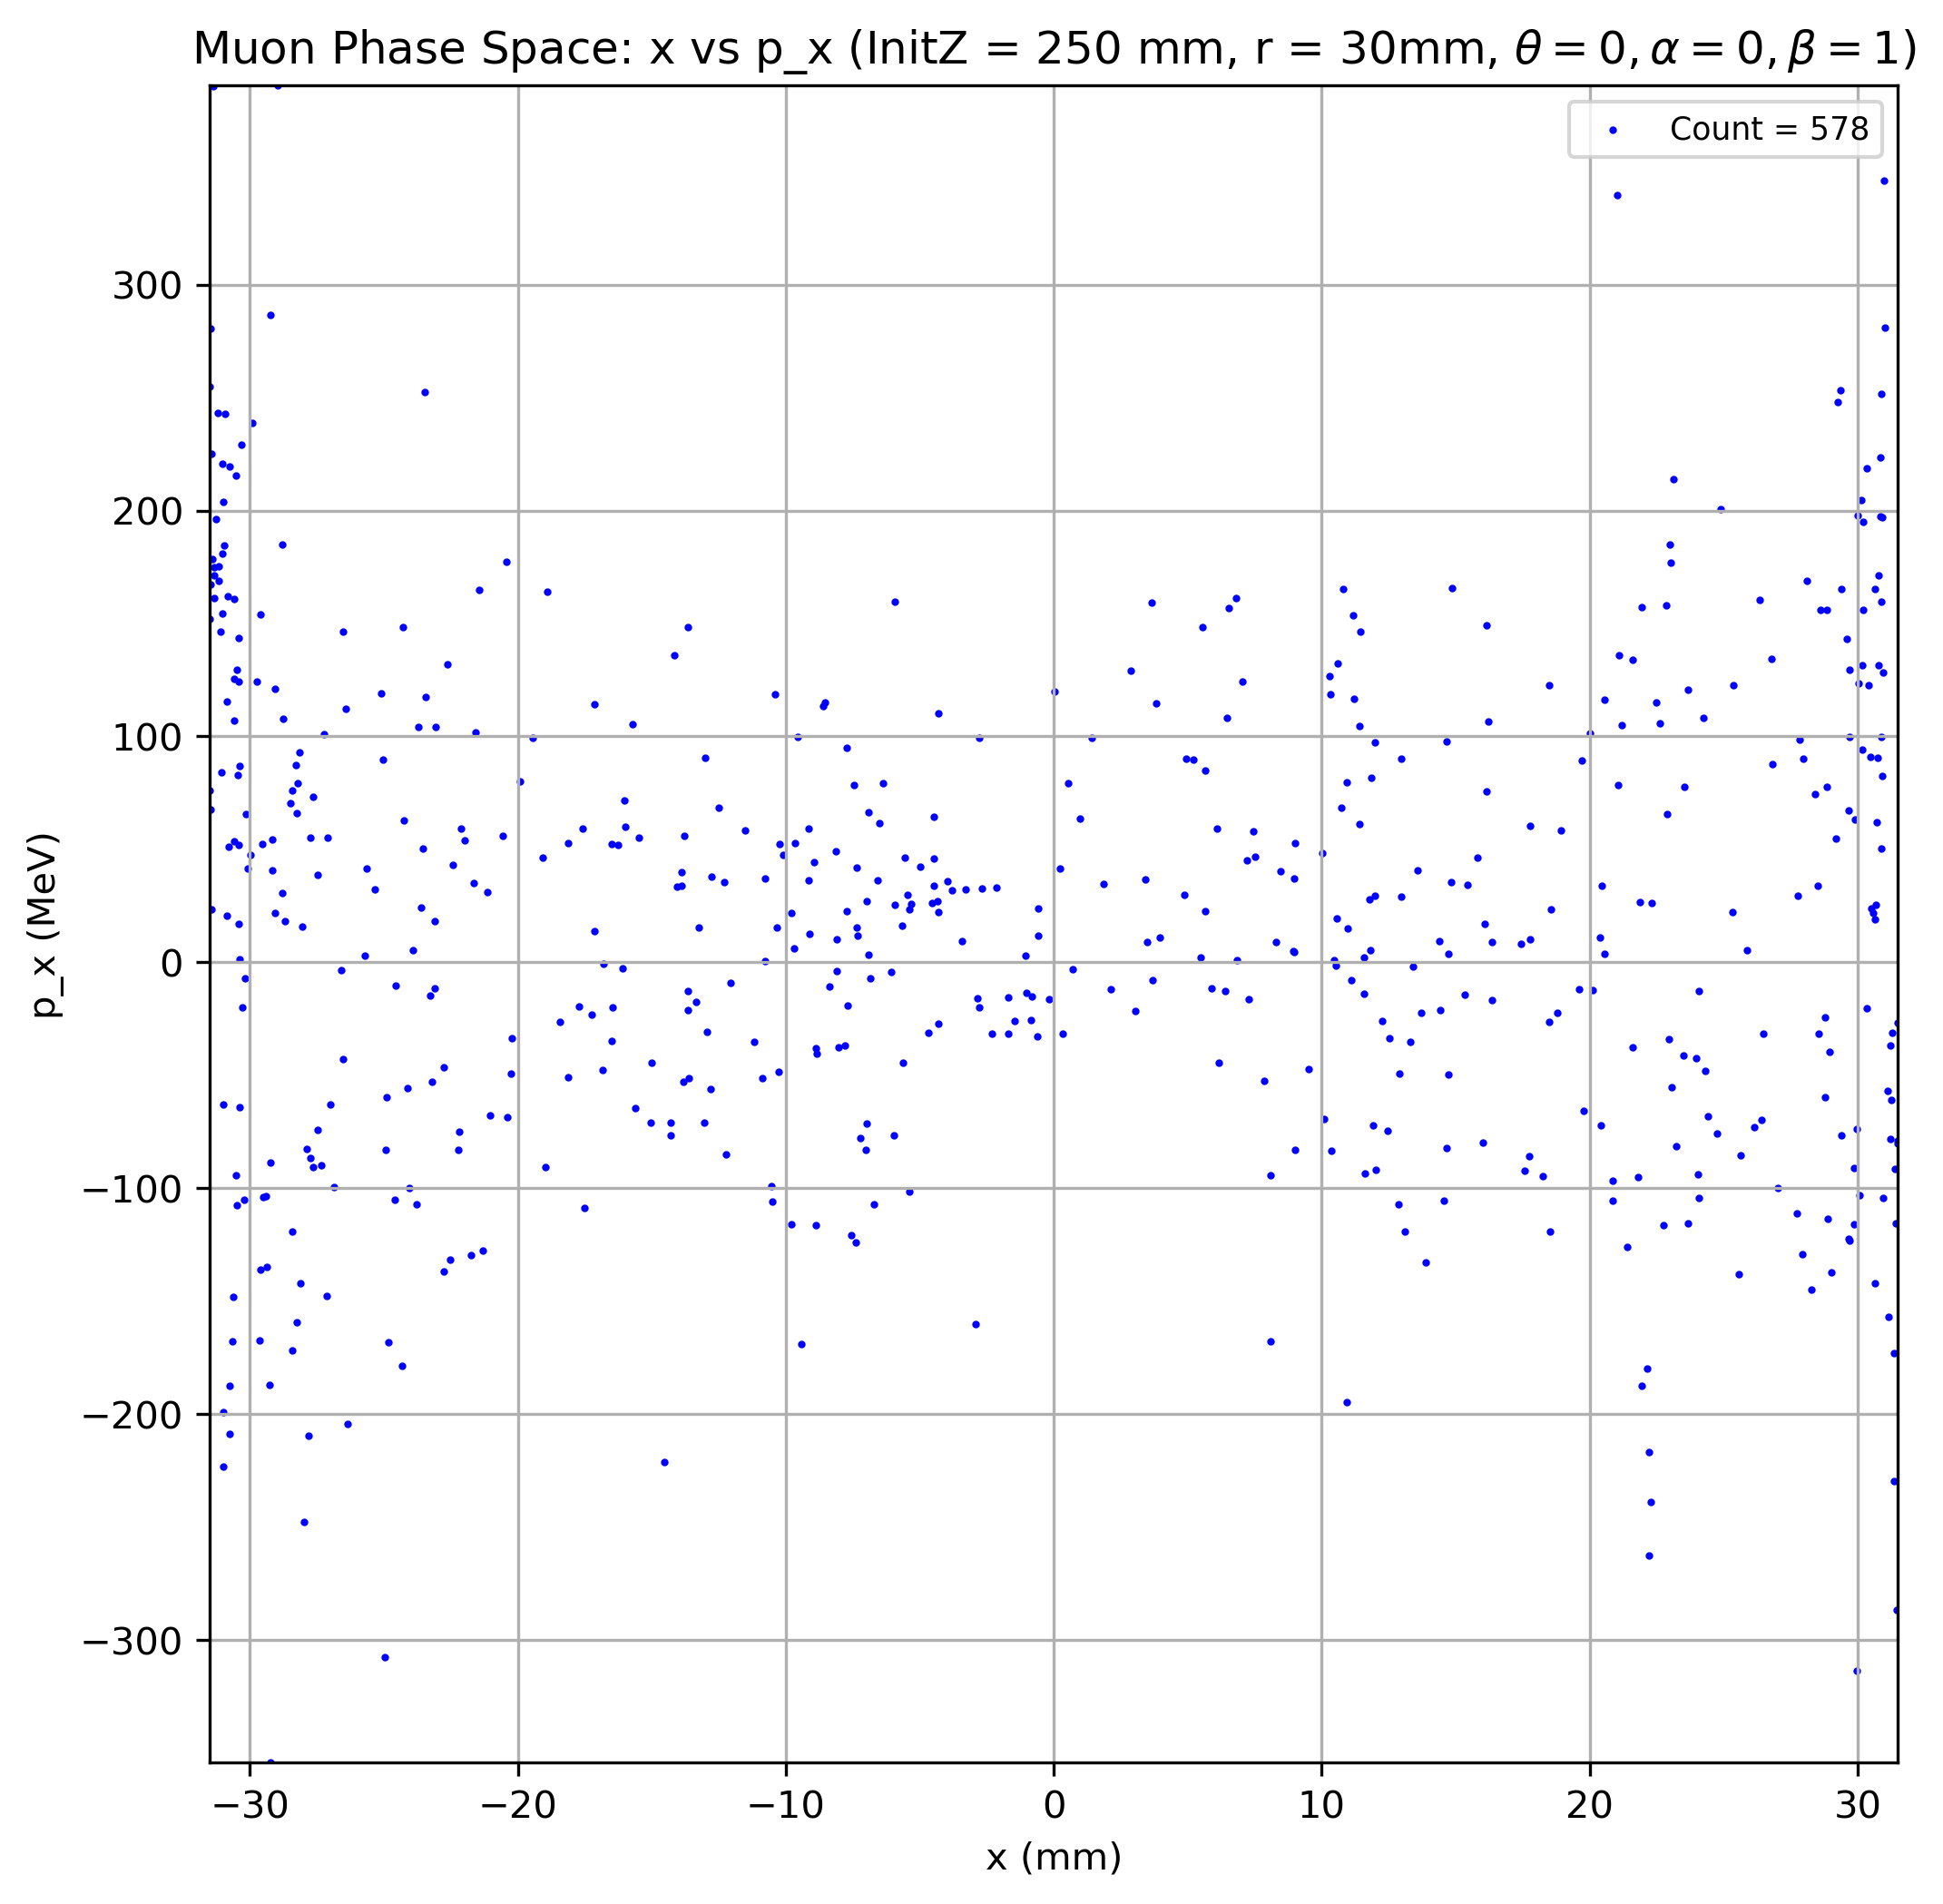 Muon Phase Space: x vs p_x (InitZ = 250 mm, r = 30mm, θ = 0, α = 0, β = 1)
Count = 578
300
200
100
0
−100
−200
−300
p_x (MeV)
−30 −20 −10 0 10 20 30
x (mm)